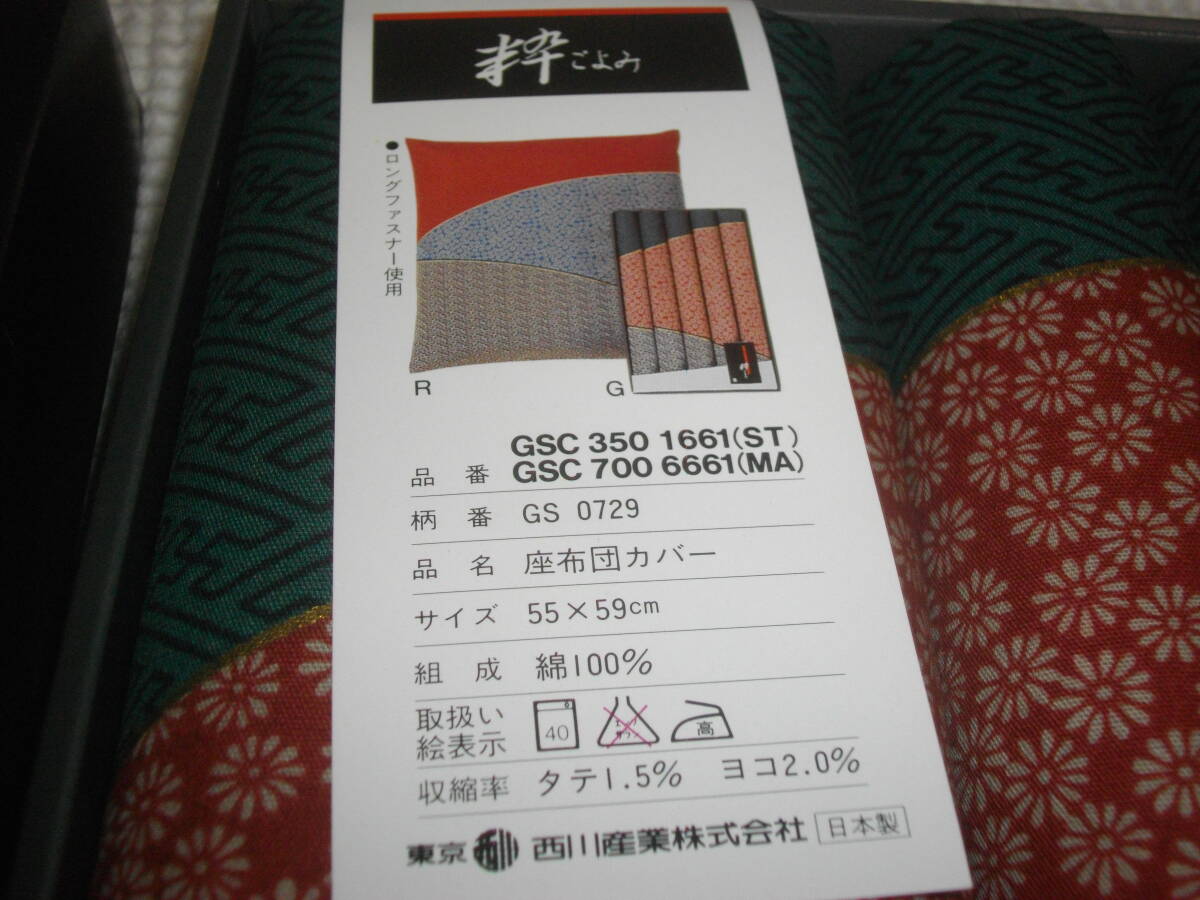 粋ごよみ
●ロングファスナー使用
R G
GSC 350 1661(ST)
品番 GSC 700 6661(MA)
柄番 GS 0729
品名 座布団カバー
サイズ 55×59cm
組成 綿100%
取扱い
絵表示
40 高
収縮率 タテ1.5% ヨコ2.0%
東京 西川 西川産業株式会社 日本製